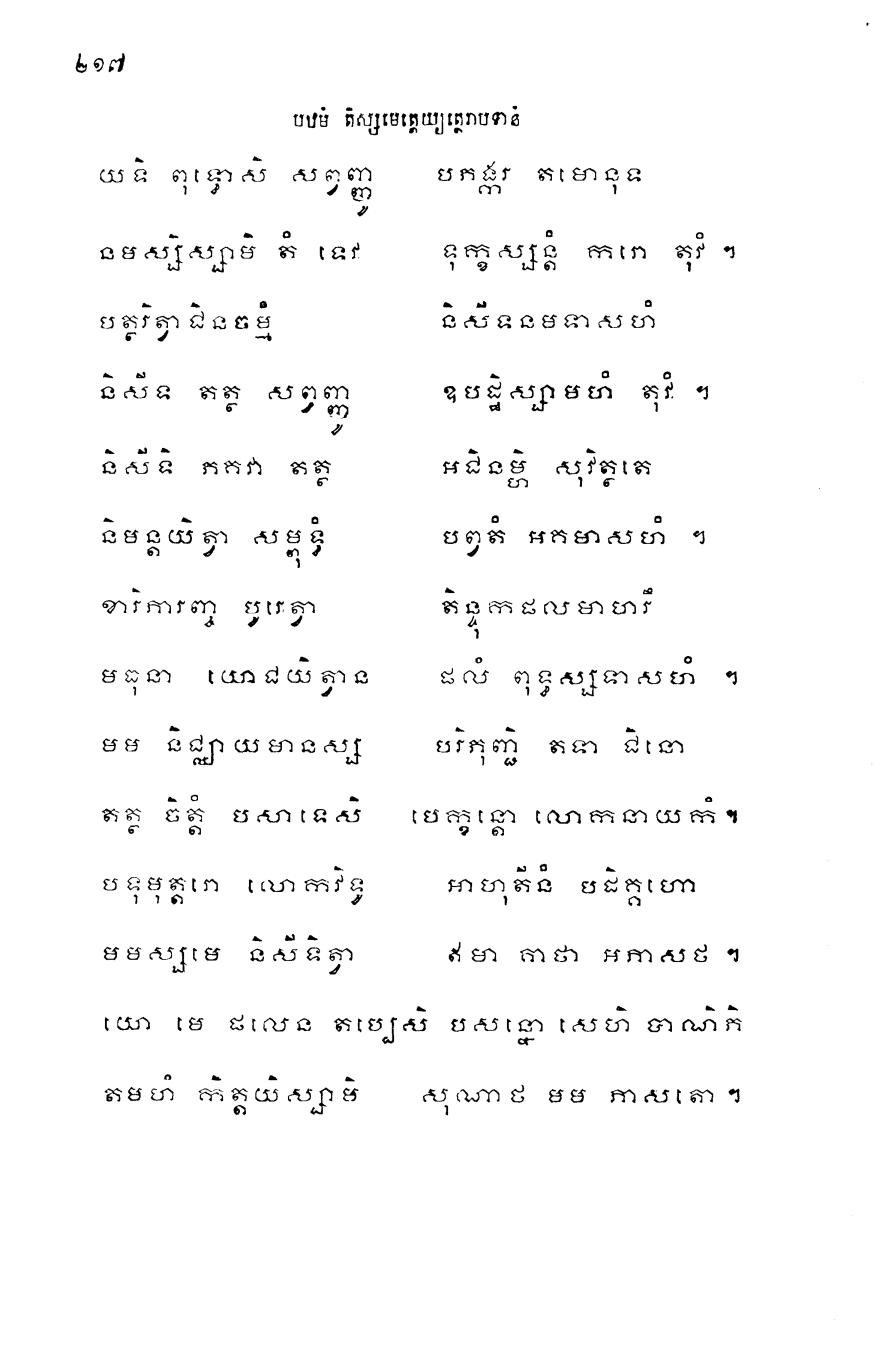 ២១៧
បឋមំ តិស្សមេត្តេយ្យត្ថេរាបទានំ
យទិ ពុទ្ធោសិ សព្វញ្ញូ បភង្ករ តមោនុទ
នមស្សិស្សាមិ តំ ទេវ ទុក្ខស្សន្តំ ករោ តុវំ ។
បត្ថរិត្វាជិនចម្មំ និសីទនមទាសហំ
និសីទ តត្ថ សព្វញ្ញូ ឧបដ្ឋិស្សាមហំ តុវំ ។
និសីទិ ភគវា តត្ថ អជិនម្ហិ សុវិត្ថតេ
និមន្តយិត្វា សម្ពុទ្ធំ បព្វតំ អគមាសហំ ។
ខារិភារញ្ច បូរេត្វា តិន្ទុកផលមាហរឹ
មធុនា យោជយិត្វាន ផលំ ពុទ្ធស្សទាសហំ ។
មម និជ្ឈាយមានស្ស បរិភុញ្ជិ តទា ជិនោ
តត្ថ ចិត្តំ បសាទេសិ បេក្ខន្តោ លោកនាយកំ។
បទុមុត្តរោ លោកវិទូ អាហុតីនំ បដិគ្គហោ
មមស្សមេ និសីទិត្វា ឥមា គាថា អភាសថ ។
យោ មេ ផលេន តប្បេសិ បសន្នោ សេហិ ទាណិភិ
តមហំ កិត្តយិស្សាមិ សុណាថ មម ភាសតោ ។